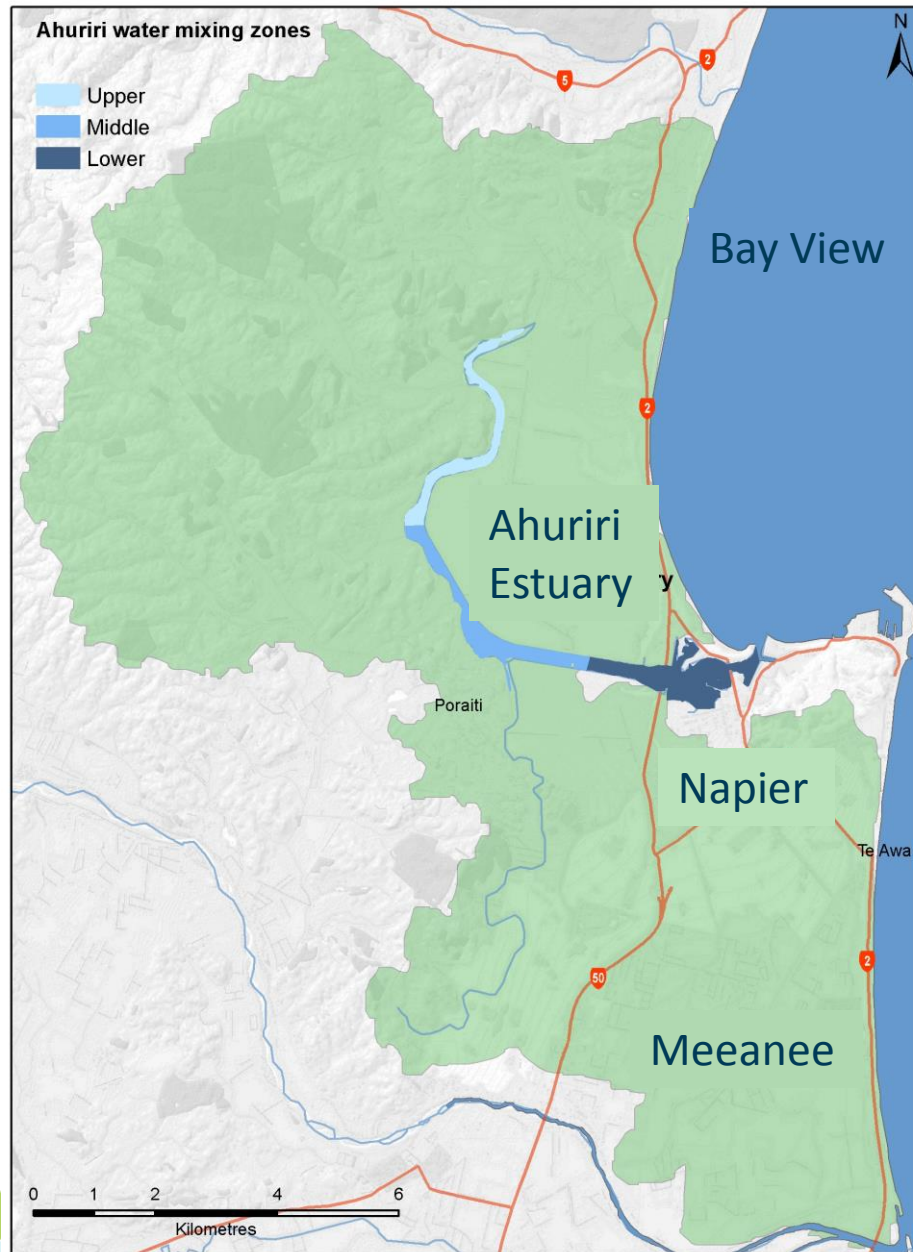 Ahuriri water mixing zones
Upper
Middle
Lower
N
5
2
Bay View
2
Ahuriri
Estuary
ry
Poraiti
Napier
Te Awa
2
50
Meeanee
0 1 2 4 6
Kilometres